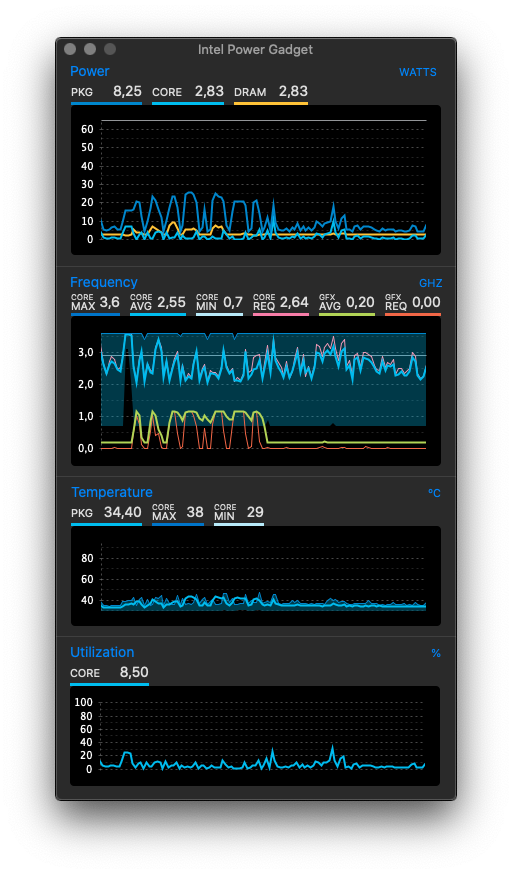 Intel Power Gadget
Power WATTS
PKG 8,25 CORE 2,83 DRAM 2,83
60
50
40
30
20
10
0
Frequency GHZ
CORE MAX 3,6 CORE AVG 2,55 CORE MIN 0,7 CORE REQ 2,64 GFX AVG 0,20 GFX REQ 0,00
3,0
2,0
1,0
0,0
Temperature °C
PKG 34,40 CORE MAX 38 CORE MIN 29
80
60
40
Utilization %
CORE 8,50
100
80
60
40
20
0